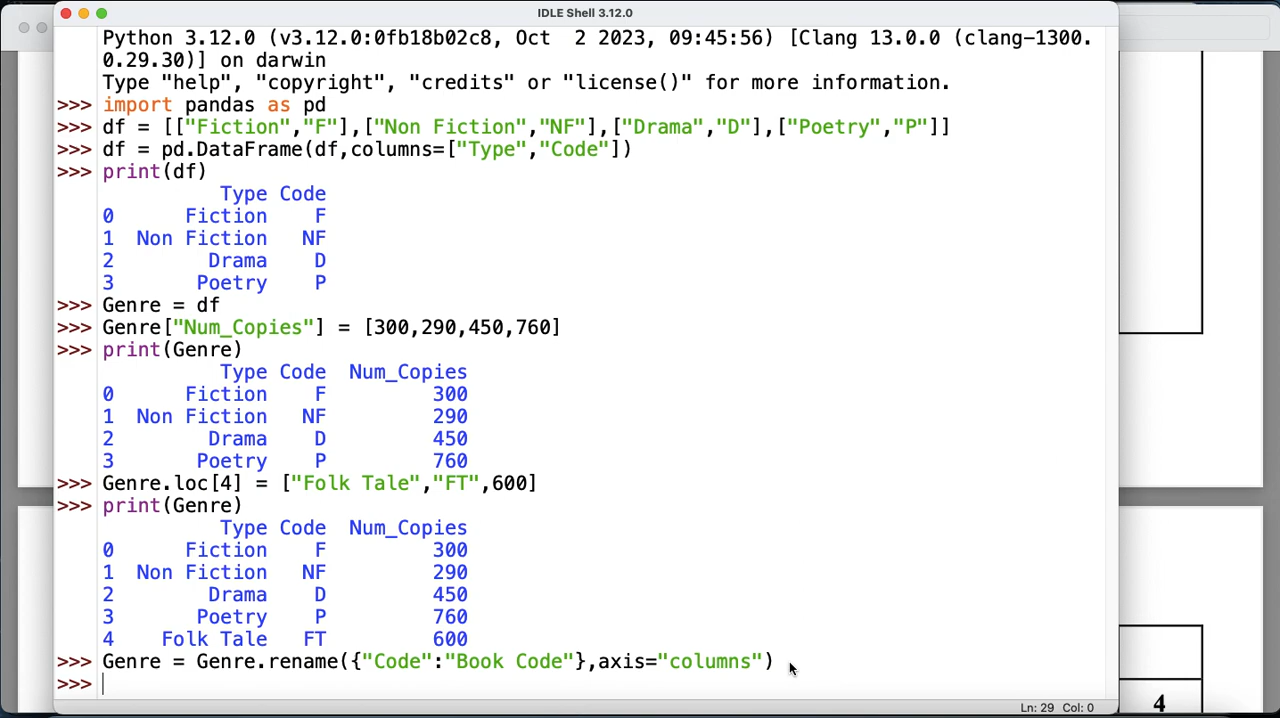 IDLE Shell 3.12.0
Python 3.12.0 (v3.12.0:0fb18b02c8, Oct  2 2023, 09:45:56) [Clang 13.0.0 (clang-1300.
0.29.30)] on darwin
Type "help", "copyright", "credits" or "license()" for more information.
>>> import pandas as pd
>>> df = [["Fiction","F"],["Non Fiction","NF"],["Drama","D"],["Poetry","P"]]
>>> df = pd.DataFrame(df,columns=["Type","Code"])
>>> print(df)
Type Code
0      Fiction    F
1  Non Fiction   NF
2        Drama    D
3       Poetry    P
>>> Genre = df
>>> Genre["Num_Copies"] = [300,290,450,760]
>>> print(Genre)
Type Code  Num_Copies
0      Fiction    F         300
1  Non Fiction   NF         290
2        Drama    D         450
3       Poetry    P         760
>>> Genre.loc[4] = ["Folk Tale","FT",600]
>>> print(Genre)
Type Code  Num_Copies
0      Fiction    F         300
1  Non Fiction   NF         290
2        Drama    D         450
3       Poetry    P         760
4    Folk Tale   FT         600
>>> Genre = Genre.rename({"Code":"Book Code"},axis="columns")
>>>
4
Ln: 29  Col: 0